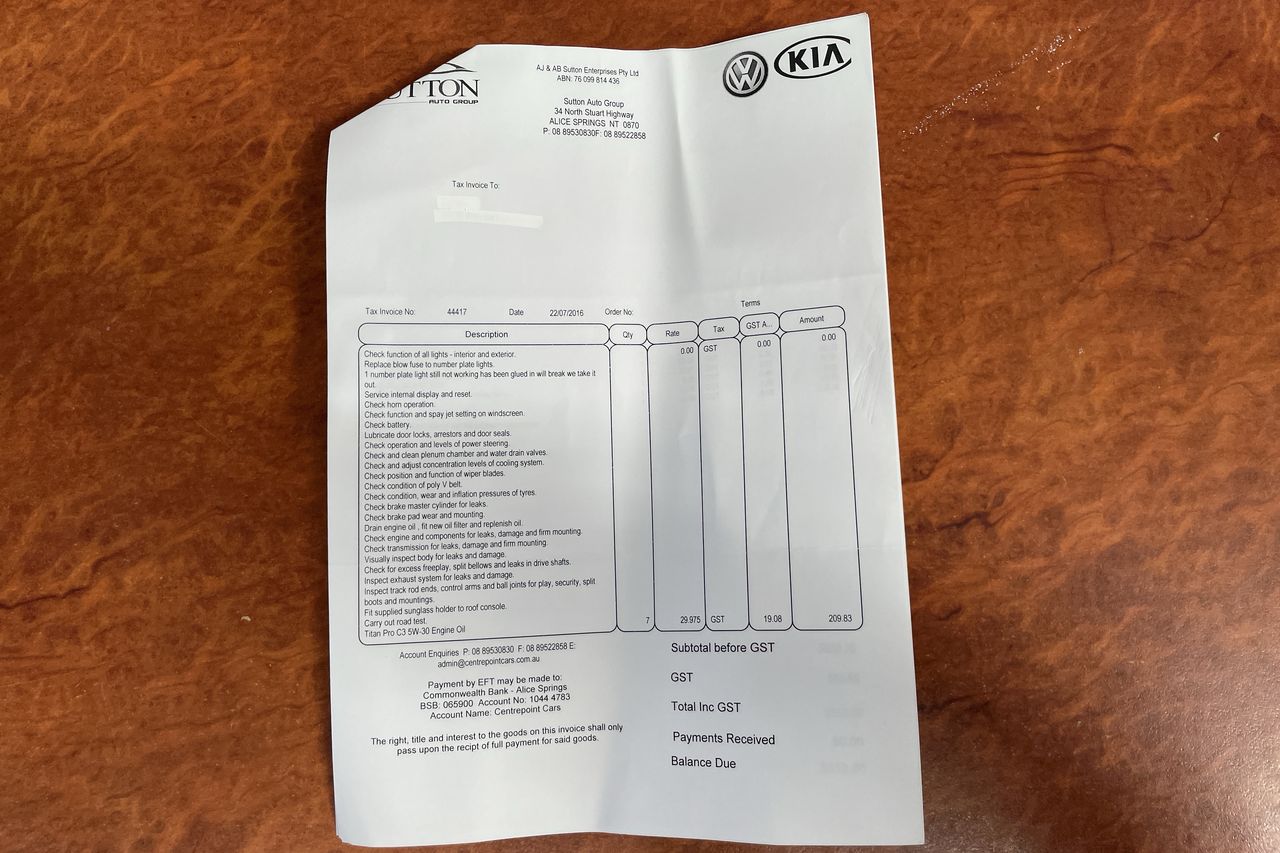 UTTON
AUTO GROUP
AJ & AB Sutton Enterprises Pty Ltd
ABN: 76 099 814 436
Sutton Auto Group
34 North Stuart Highway
ALICE SPRINGS NT 0870
P: 08 89530830F: 08 89522858
VW
KIA
Tax Invoice To:
Tax Invoice No: 44417 Date 22/07/2016 Order No: Terms
Description Qty Rate Tax GST A... Amount
Check function of all lights - interior and exterior. 0.00 GST 0.00 0.00
Replace blow fuse to number plate lights.
1 number plate light still not working has been glued in will break we take it
out.
Service internal display and reset.
Check horn operation.
Check function and spay jet setting on windscreen.
Check battery.
Lubricate door locks, arrestors and door seals.
Check operation and levels of power steering.
Check and clean plenum chamber and water drain valves.
Check and adjust concentration levels of cooling system.
Check position and function of wiper blades.
Check condition of poly V belt.
Check condition, wear and inflation pressures of tyres.
Check brake master cylinder for leaks.
Check brake pad wear and mounting.
Drain engine oil , fit new oil filter and replenish oil.
Check engine and components for leaks, damage and firm mounting.
Check transmission for leaks, damage and firm mounting.
Visually inspect body for leaks and damage.
Check for excess freeplay, split bellows and leaks in drive shafts.
Inspect exhaust system for leaks and damage.
Inspect track rod ends, control arms and ball joints for play, security, split
boots and mountings.
Fit supplied sunglass holder to roof console.
Carry out road test.
Titan Pro C3 5W-30 Engine Oil 7 29.975 GST 19.08 209.83
Account Enquiries P: 08 89530830 F: 08 89522858 E:
admin@centrepointcars.com.au
Payment by EFT may be made to:
Commonwealth Bank - Alice Springs
BSB: 065900 Account No: 1044 4783
Account Name: Centrepoint Cars
The right, title and interest to the goods on this invoice shall only
pass upon the recipt of full payment for said goods.
Subtotal before GST
GST
Total Inc GST
Payments Received
Balance Due